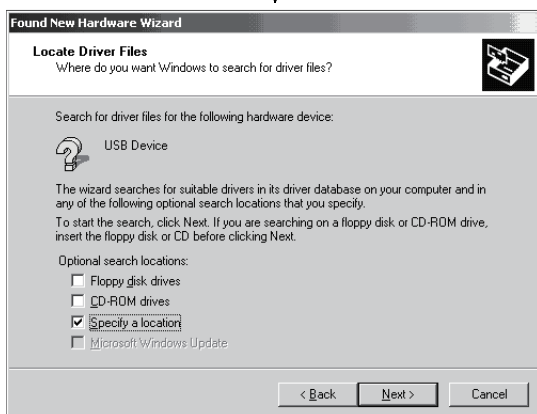 Found New Hardware Wizard
Locate Driver Files
Where do you want Windows to search for driver files?
Search for driver files for the following hardware device:
USB Device
The wizard searches for suitable drivers in its driver database on your computer and in
any of the following optional search locations that you specify.
To start the search, click Next. If you are searching on a floppy disk or CD-ROM drive,
insert the floppy disk or CD before clicking Next.
Optional search locations:
Floppy disk drives
CD-ROM drives
Specify a location
Microsoft Windows Update
< Back Next > Cancel